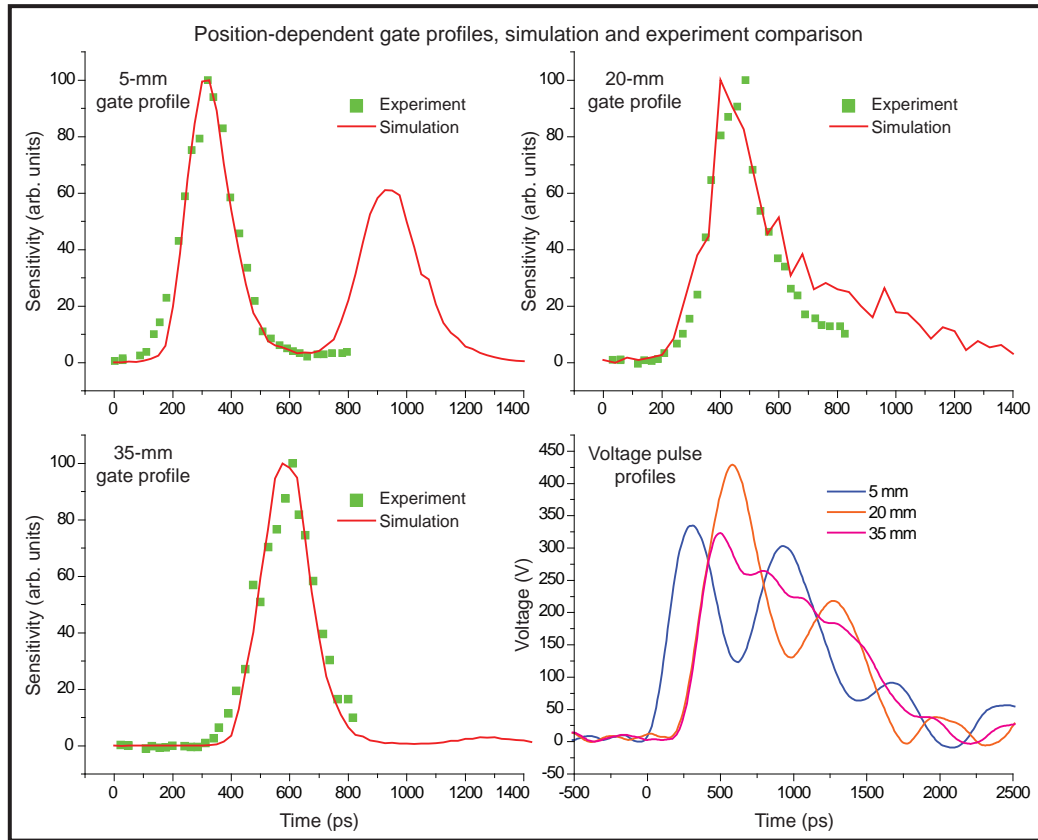 Position-dependent gate profiles, simulation and experiment comparison
5-mm
gate profile
Experiment
Simulation
Sensitivity (arb. units)
100
80
60
40
20
0
0 200 400 600 800 1000 1200 1400
20-mm
gate profile
Experiment
Simulation
Sensitivity (arb. units)
100
80
60
40
20
0
0 200 400 600 800 1000 1200 1400
35-mm
gate profile
Experiment
Simulation
Sensitivity (arb. units)
100
80
60
40
20
0
0 200 400 600 800 1000 1200 1400
Time (ps)
Voltage pulse
profiles
5 mm
20 mm
35 mm
Voltage (V)
450
400
350
300
250
200
150
100
50
0
-50
-500 0 500 1000 1500 2000 2500
Time (ps)